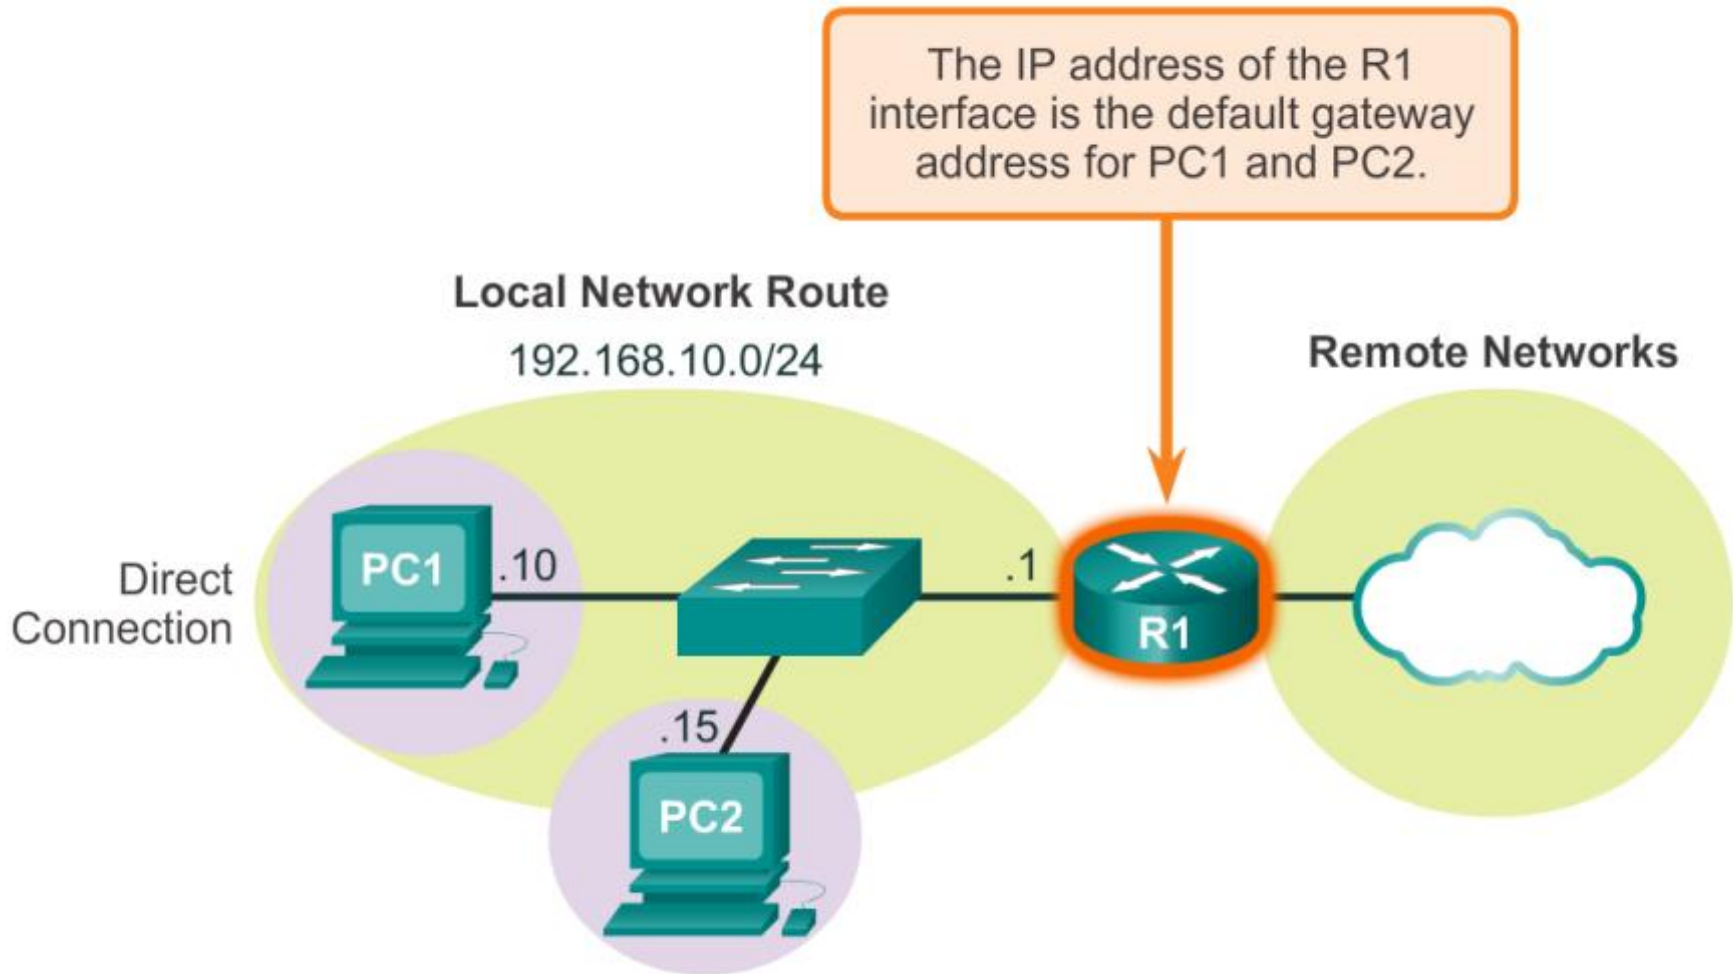 The IP address of the R1
interface is the default gateway
address for PC1 and PC2.
Local Network Route
192.168.10.0/24
Remote Networks
Direct
Connection
PC1
.10
.1
R1
.15
PC2